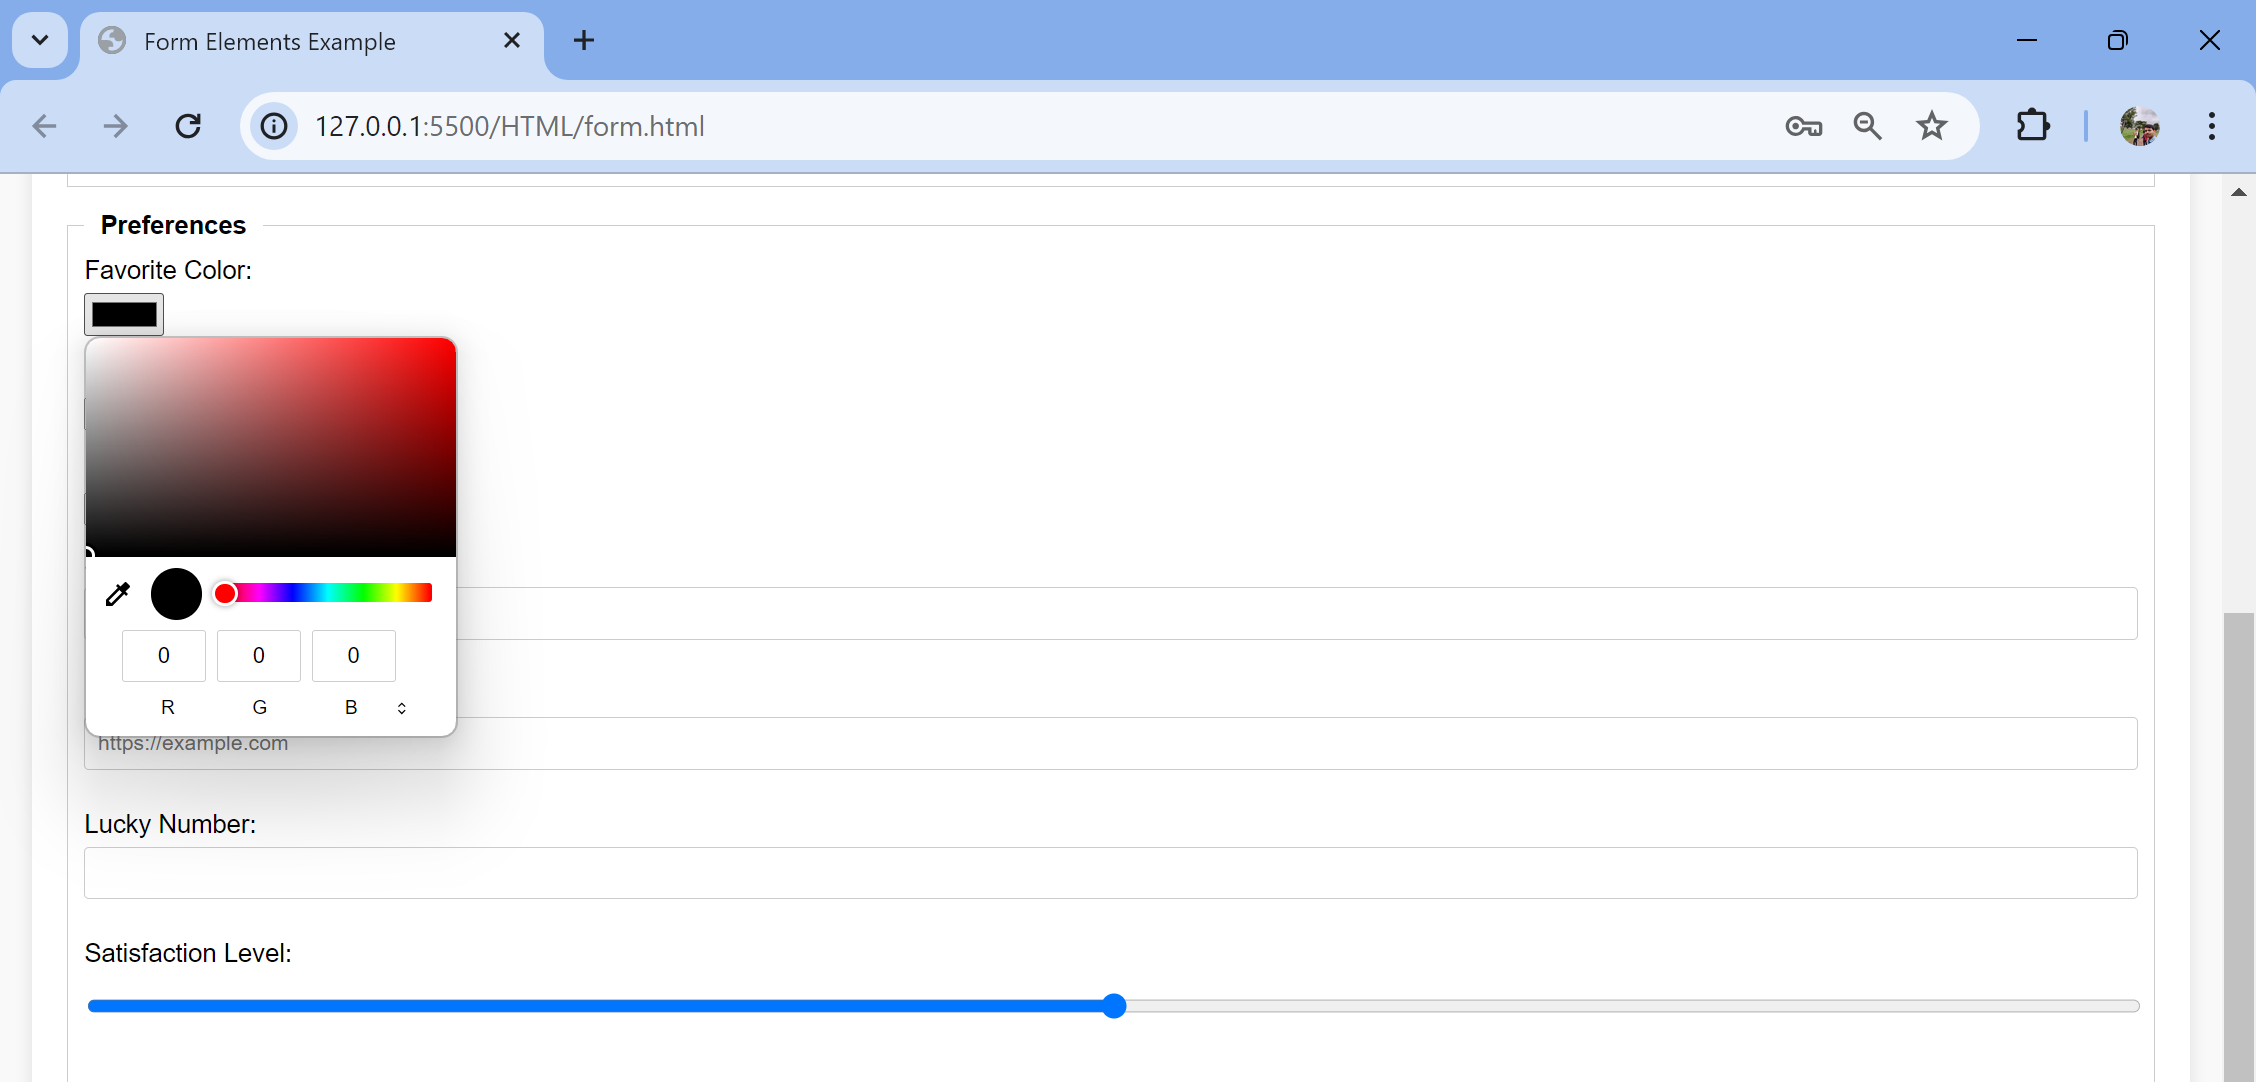 Form Elements Example
127.0.0.1:5500/HTML/form.html
Preferences
Favorite Color:
0 0 0
R G B
https://example.com
Lucky Number:
Satisfaction Level: